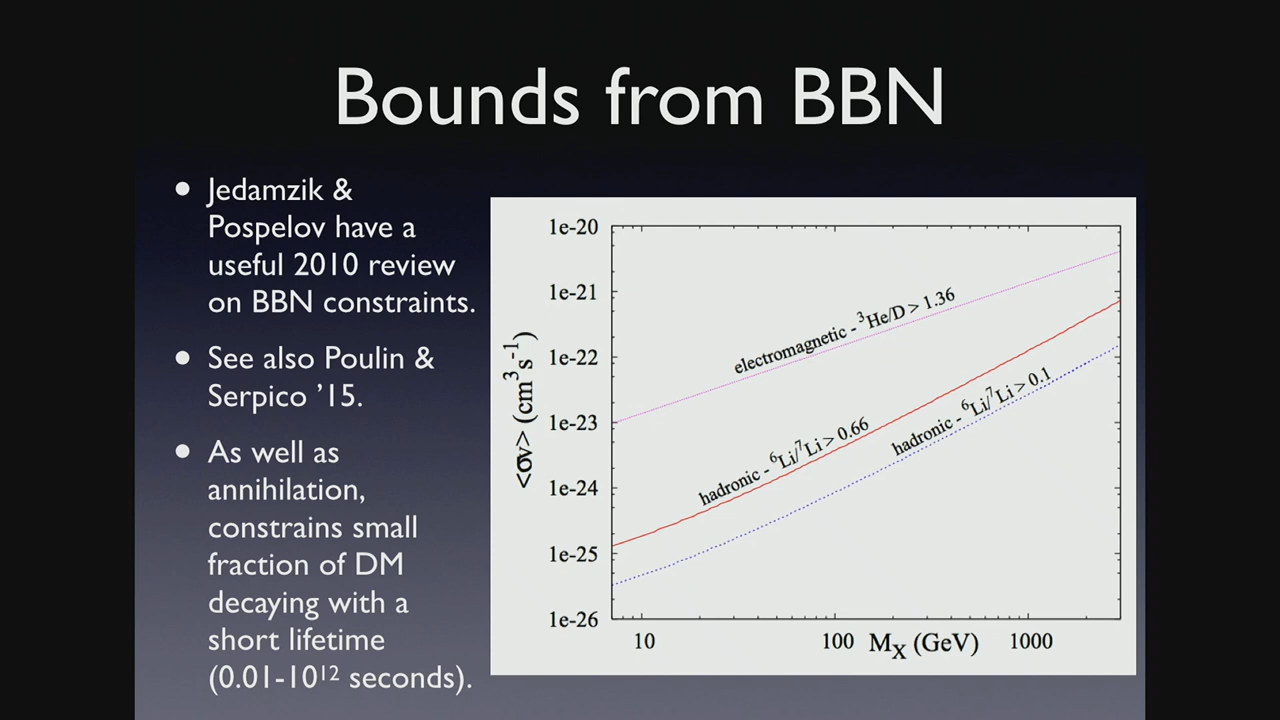 Bounds from BBN
• Jedamzik &
Pospelov have a
useful 2010 review
on BBN constraints.
• See also Poulin &
Serpico ’15.
• As well as
annihilation,
constrains small
fraction of DM
decaying with a
short lifetime
(0.01-10¹² seconds).
<σv> (cm³s⁻¹)
1e-20
1e-21
1e-22
1e-23
1e-24
1e-25
1e-26
electromagnetic - ³He/D > 1.36
hadronic - ⁶Li/⁷Li > 0.66
hadronic - ⁶Li/⁷Li > 0.1
10
100
1000
Mₓ (GeV)